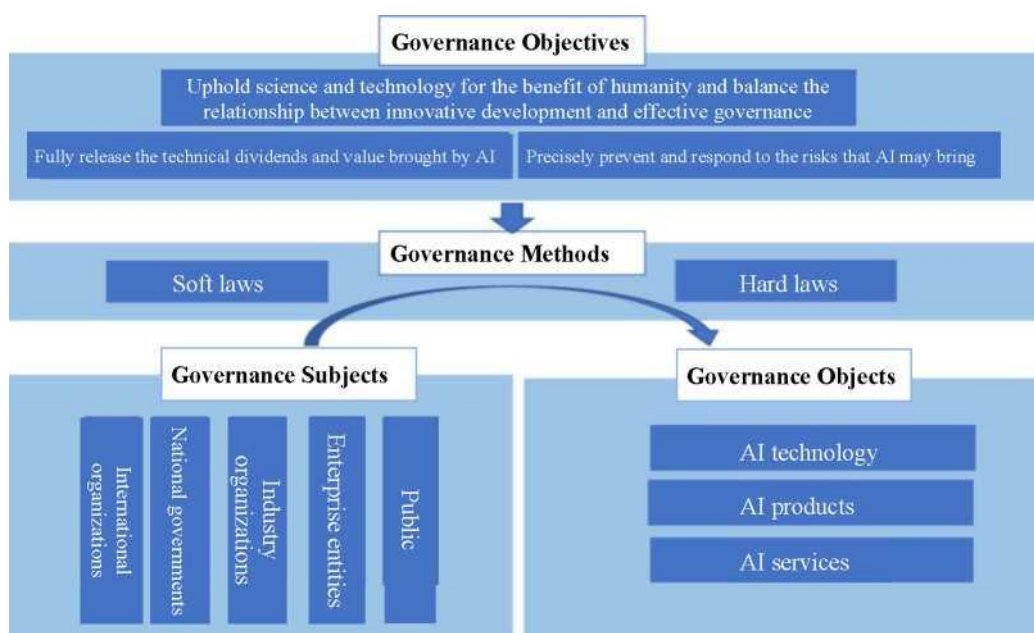 Governance Objectives
Uphold science and technology for the benefit of humanity and balance the
relationship between innovative development and effective governance
Fully release the technical dividends and value brought by AI
Precisely prevent and respond to the risks that AI may bring
Governance Methods
Soft laws
Hard laws
Governance Subjects
International
organizations
National governments
Industry
organizations
Enterprise entities
Public
Governance Objects
AI technology
AI products
AI services